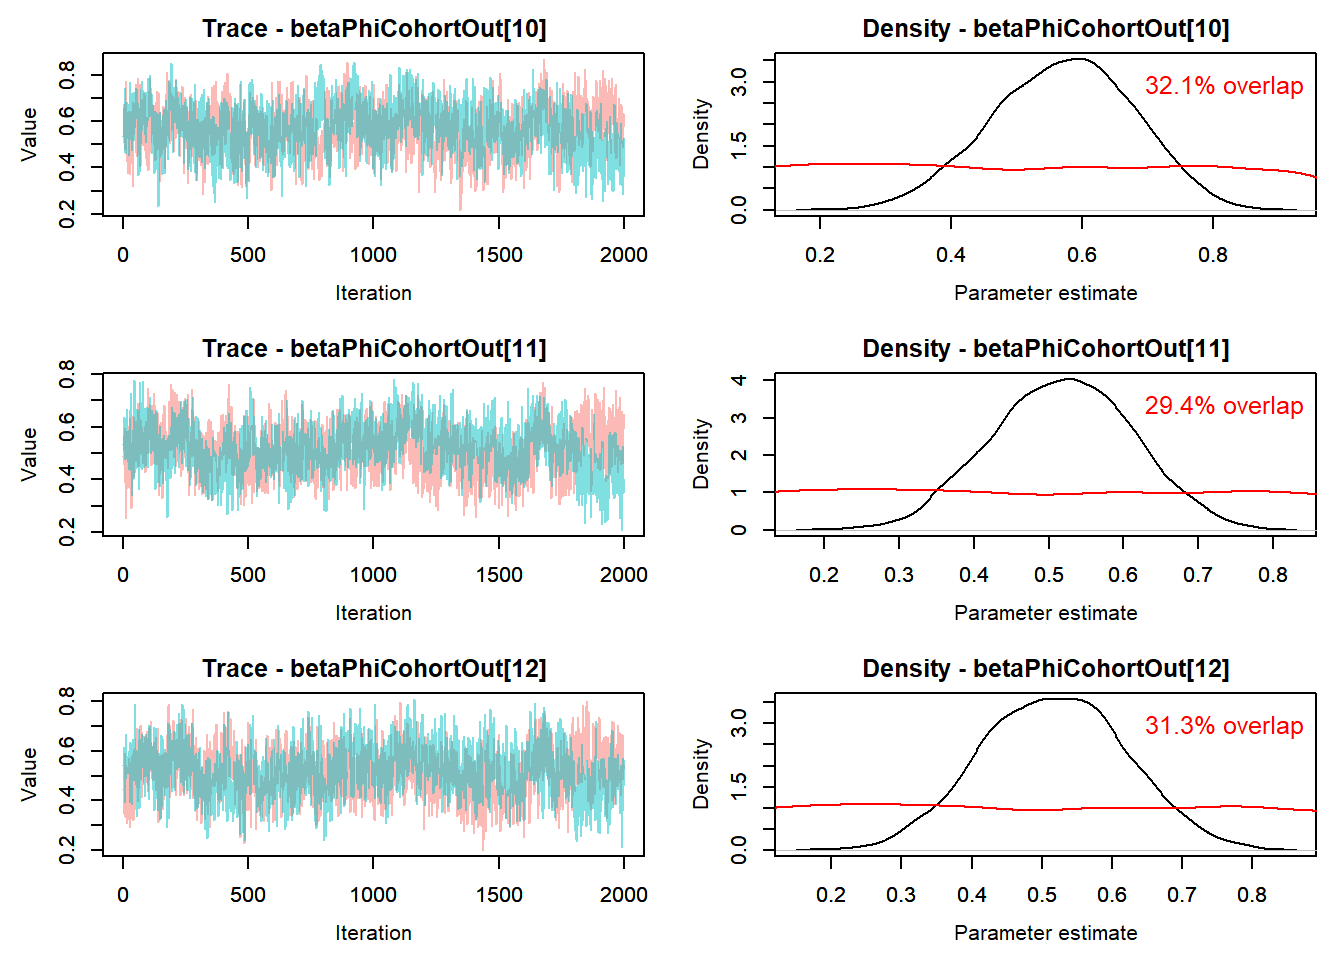 Trace - betaPhiCohortOut[10]
Value
0.2 0.4 0.6 0.8
0 500 1000 1500 2000
Iteration
Density - betaPhiCohortOut[10]
32.1% overlap
Density
0.0 1.5 3.0
0.2 0.4 0.6 0.8
Parameter estimate
Trace - betaPhiCohortOut[11]
Value
0.2 0.4 0.6 0.8
0 500 1000 1500 2000
Iteration
Density - betaPhiCohortOut[11]
29.4% overlap
Density
0 1 2 3 4
0.2 0.3 0.4 0.5 0.6 0.7 0.8
Parameter estimate
Trace - betaPhiCohortOut[12]
Value
0.2 0.4 0.6 0.8
0 500 1000 1500 2000
Iteration
Density - betaPhiCohortOut[12]
31.3% overlap
Density
0.0 1.5 3.0
0.2 0.3 0.4 0.5 0.6 0.7 0.8
Parameter estimate